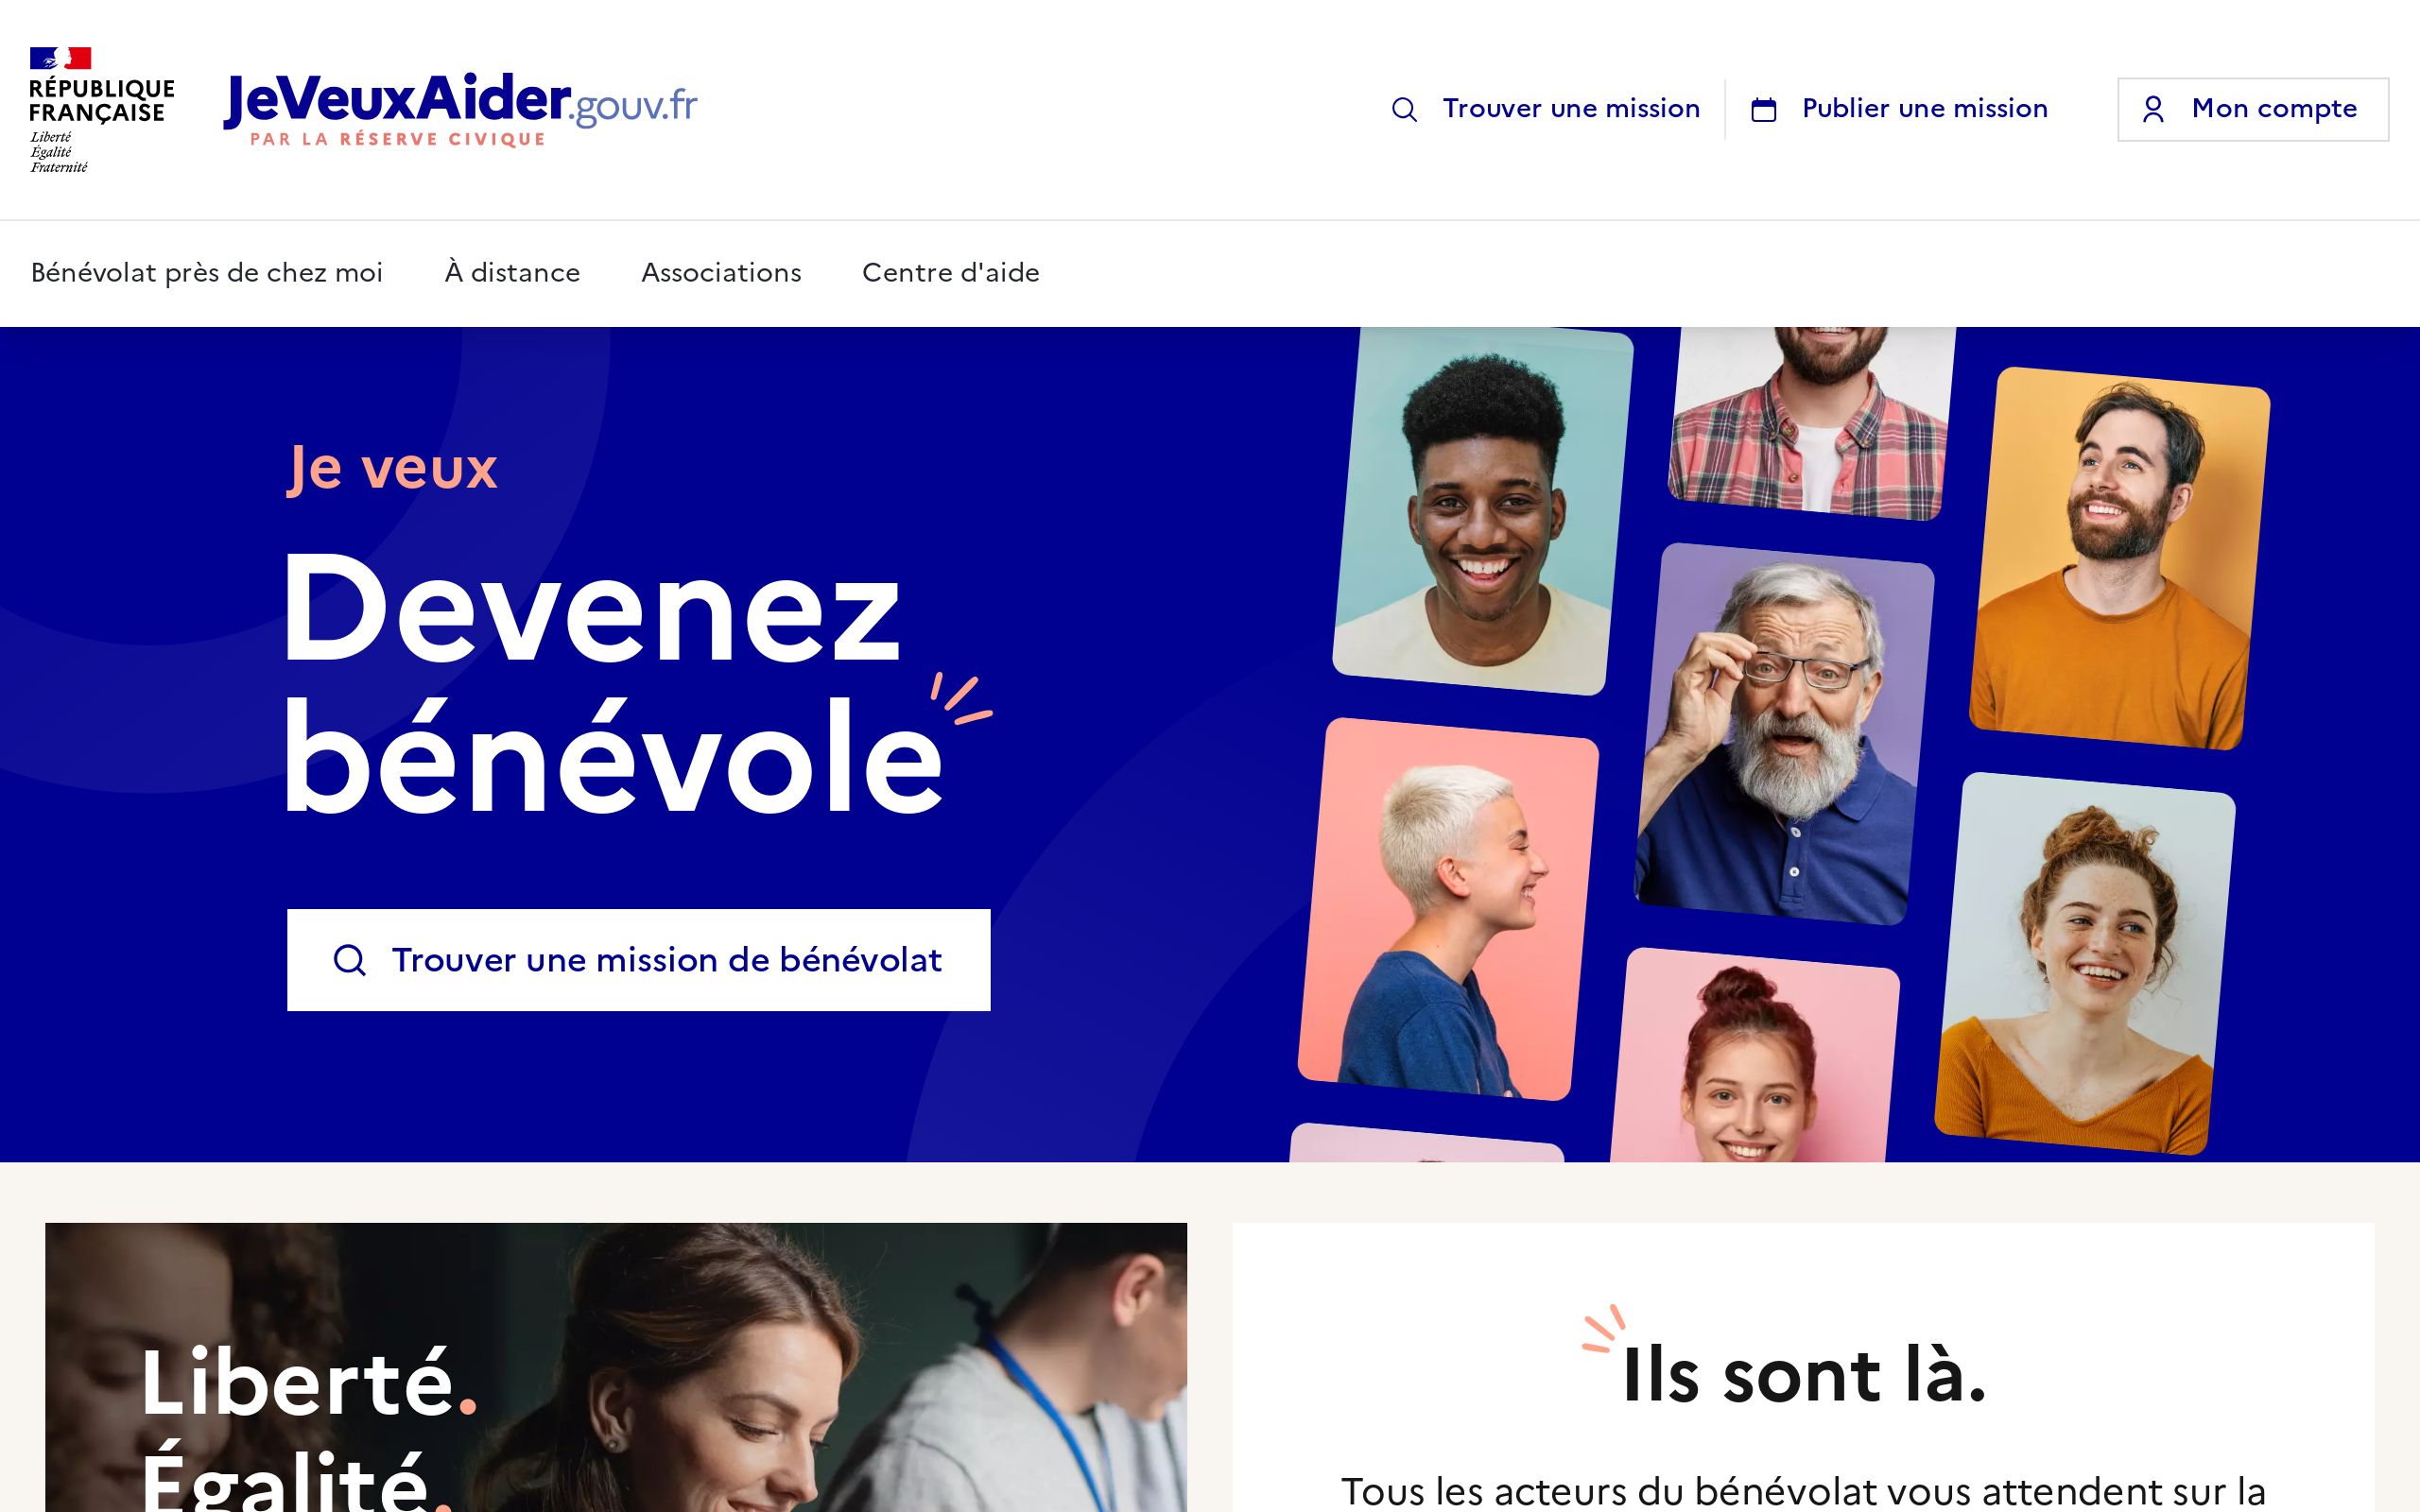 RÉPUBLIQUE
FRANÇAISE
Liberté
Égalité
Fraternité
JeVeuxAider.gouv.fr
PAR LA RÉSERVE CIVIQUE
Trouver une mission
Publier une mission
Mon compte
Bénévolat près de chez moi
À distance
Associations
Centre d'aide
Je veux
Devenez
bénévole
Trouver une mission de bénévolat
Liberté.
Égalité.
Ils sont là.
Tous les acteurs du bénévolat vous attendent sur la